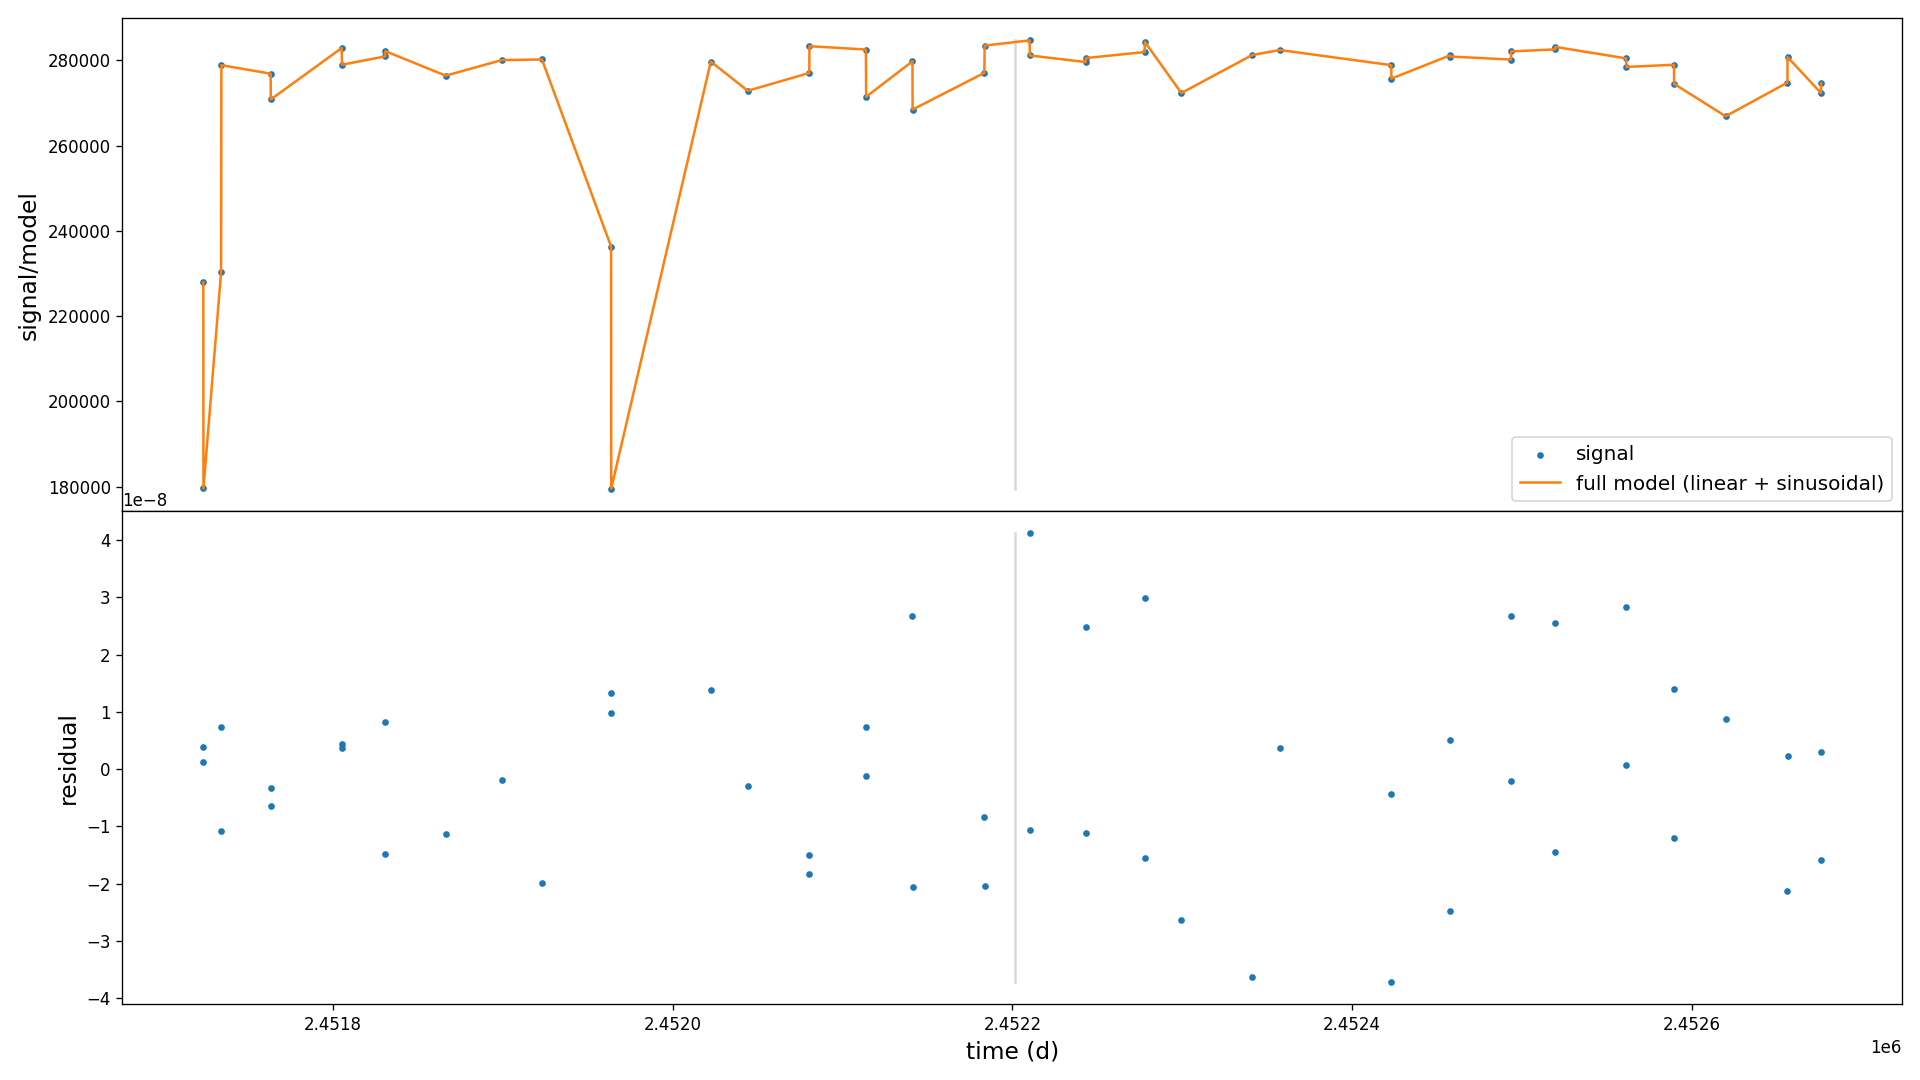 280000
260000
240000
220000
200000
180000
signal/model
signal
full model (linear + sinusoidal)
1e−8
4
3
2
1
0
−1
−2
−3
−4
residual
2.4518
2.4520
2.4522
2.4524
2.4526
time (d)
1e6